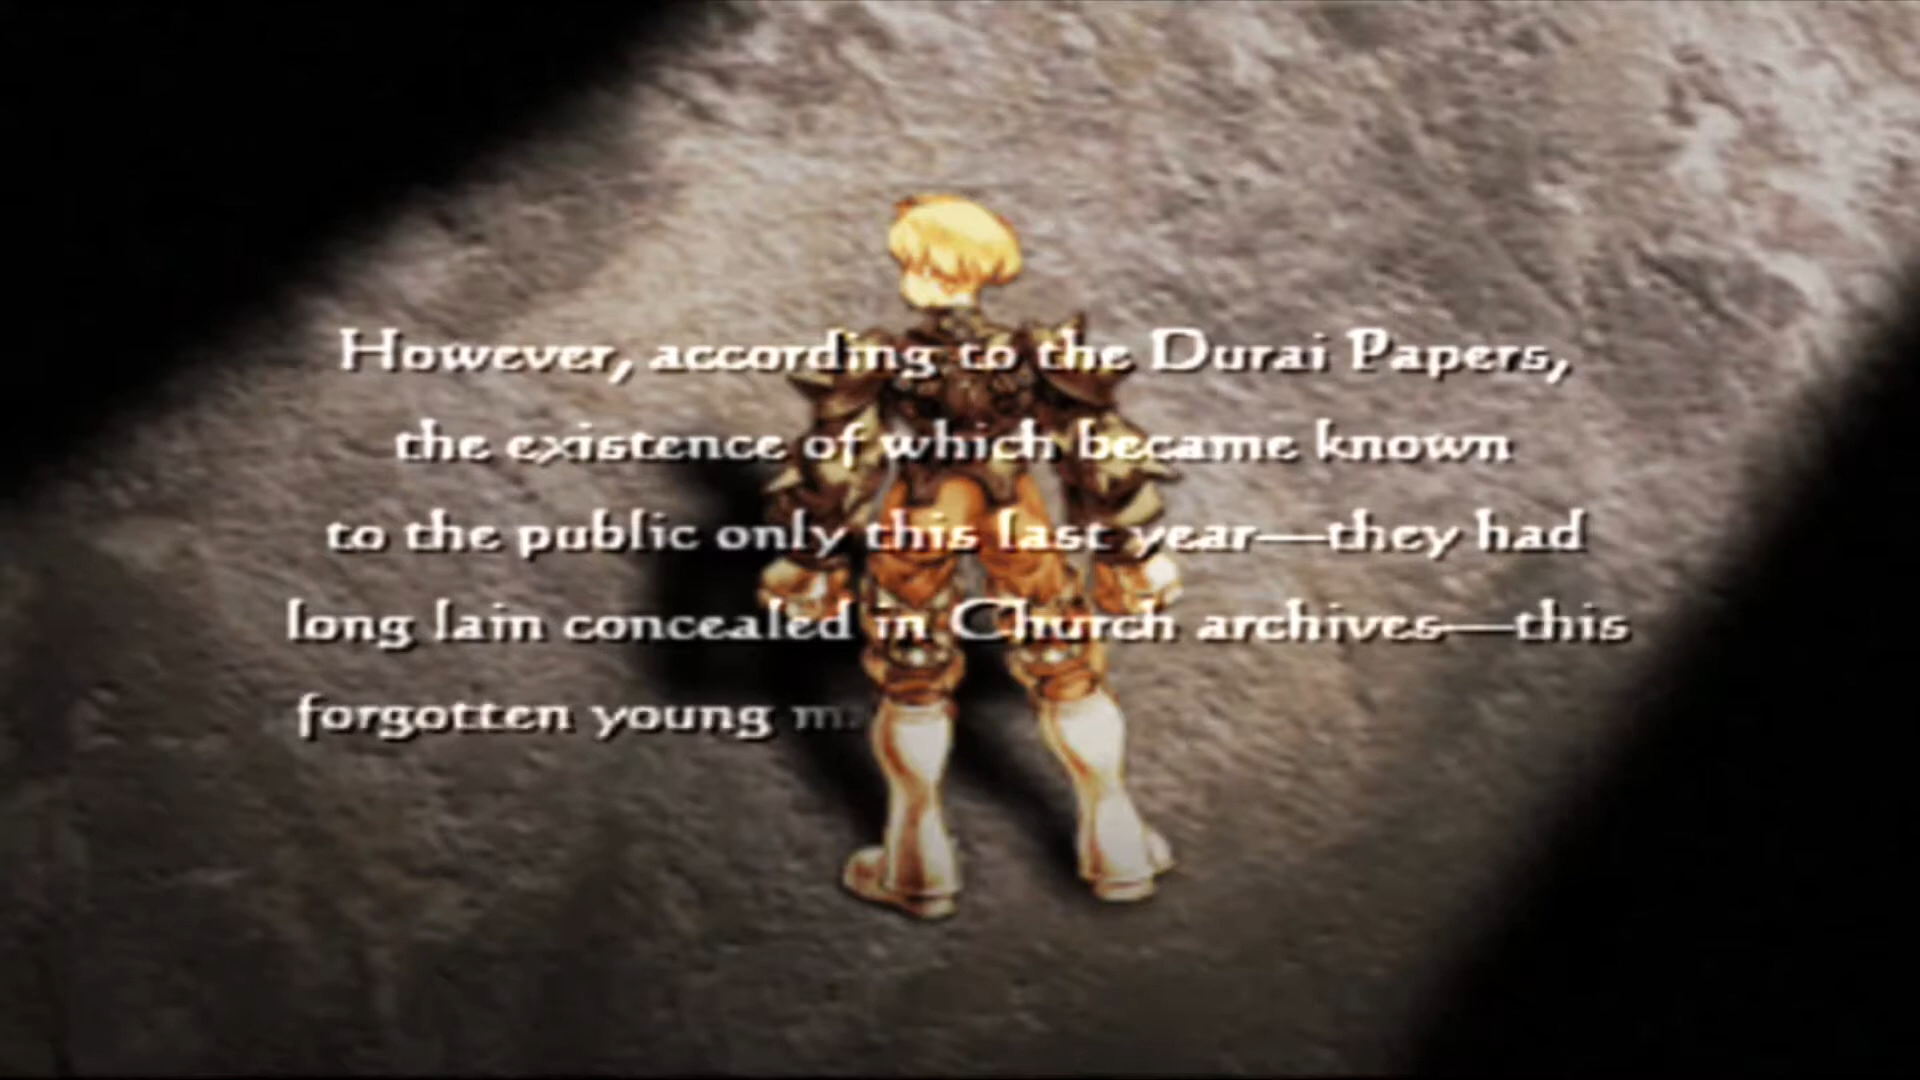 However, according to the Durai Papers,
the existence of which became known
to the public only this last year—they had
long lain concealed in Church archives—this
forgotten young